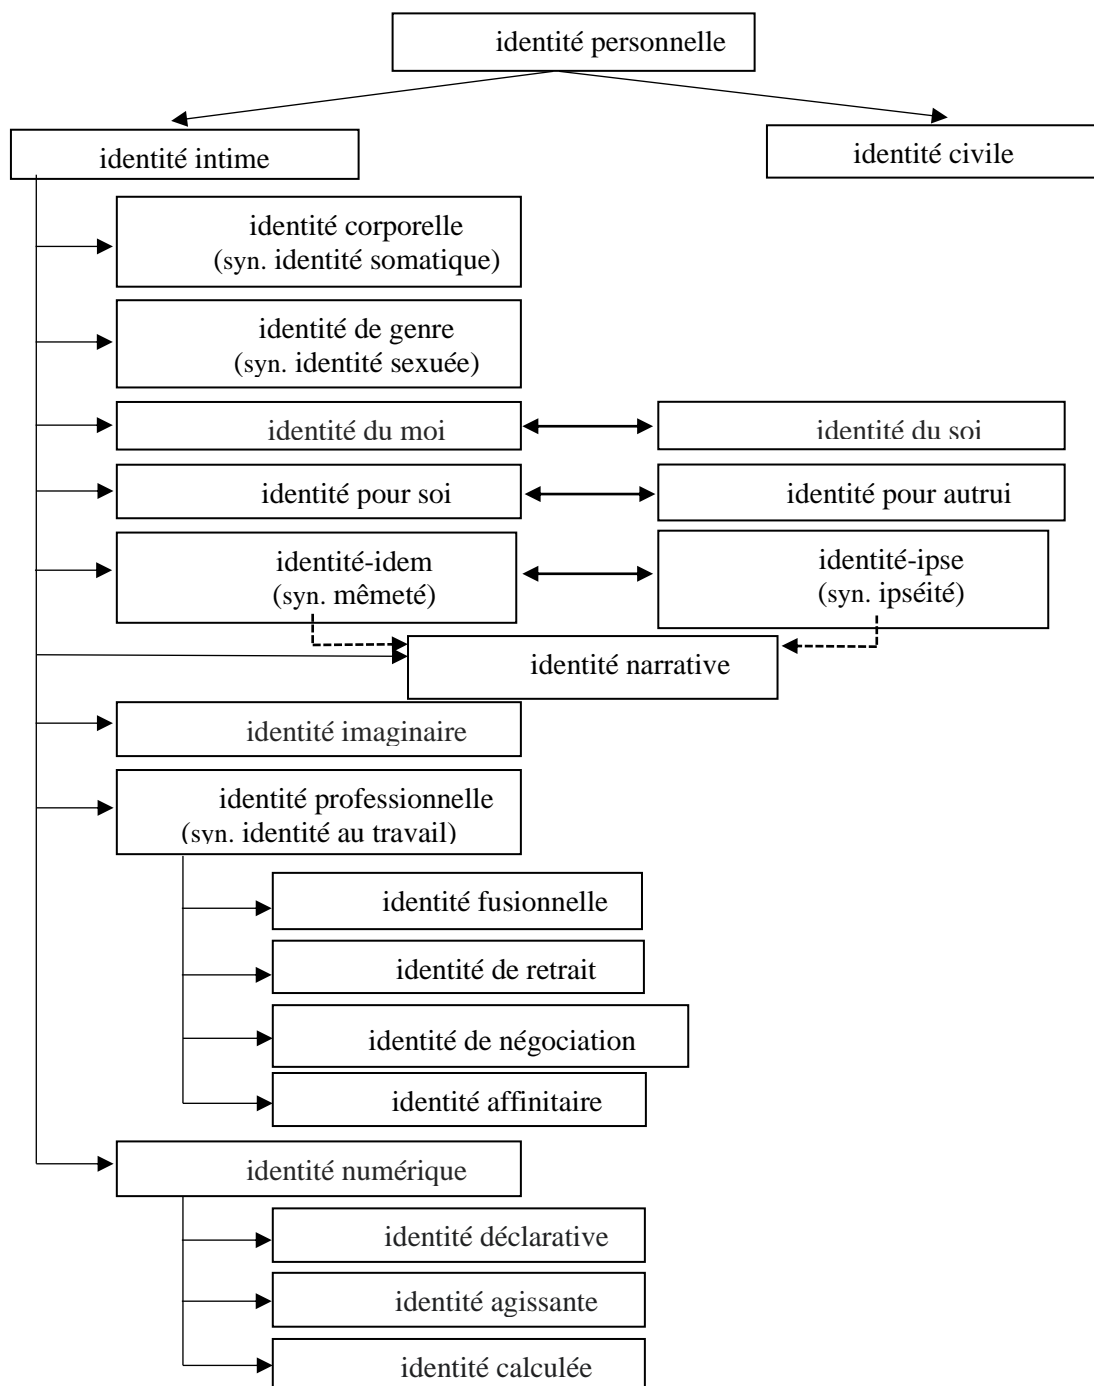 identité personnelle
identité intime
identité civile
identité corporelle
(syn. identité somatique)
identité de genre
(syn. identité sexuée)
identité du moi
identité du soi
identité pour soi
identité pour autrui
identité-idem
(syn. mêmeté)
identité-ipse
(syn. ipséité)
identité narrative
identité imaginaire
identité professionnelle
(syn. identité au travail)
identité fusionnelle
identité de retrait
identité de négociation
identité affinitaire
identité numérique
identité déclarative
identité agissante
identité calculée